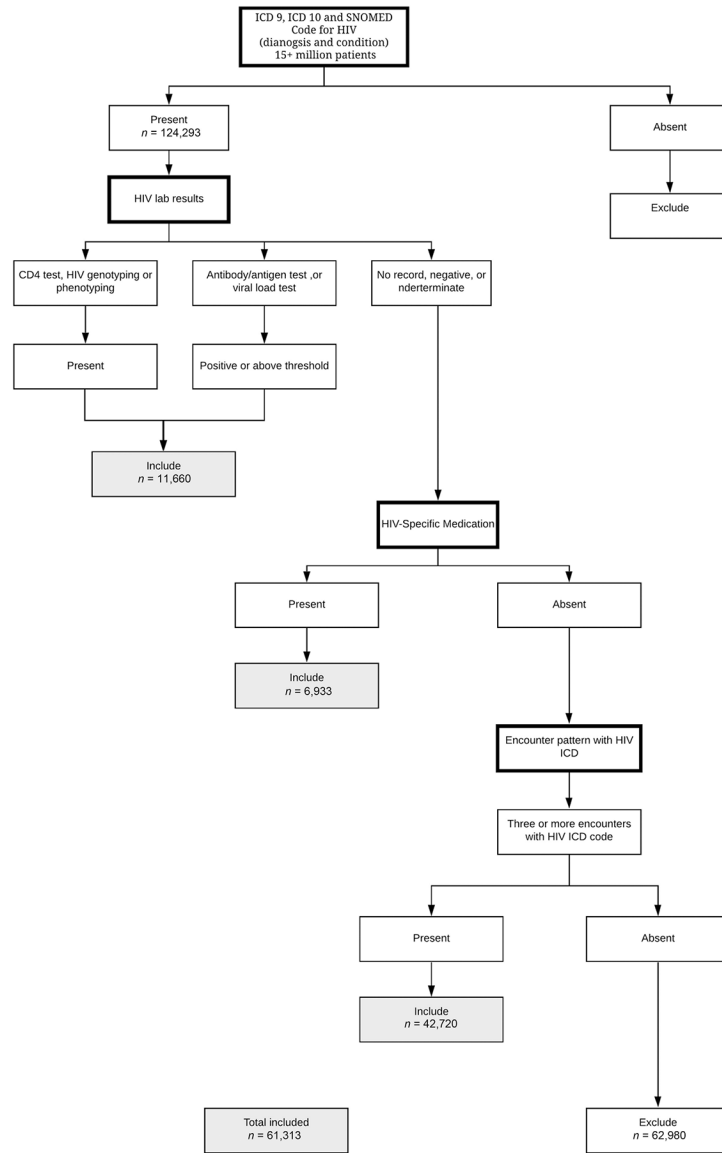 ICD 9, ICD 10 and SNOMED
Code for HIV
(dianogsis and condition)
15+ million patients
Present
n = 124,293
Absent
HIV lab results
Exclude
CD4 test, HIV genotyping or
phenotyping
Antibody/antigen test ,or
viral load test
No record, negative, or
nderterminate
Present
Positive or above threshold
Include
n = 11,660
HIV-Specific Medication
Present
Absent
Include
n = 6,933
Encounter pattern with HIV
ICD
Three or more encounters
with HIV ICD code
Present
Absent
Include
n = 42,720
Total included
n = 61,313
Exclude
n = 62,980